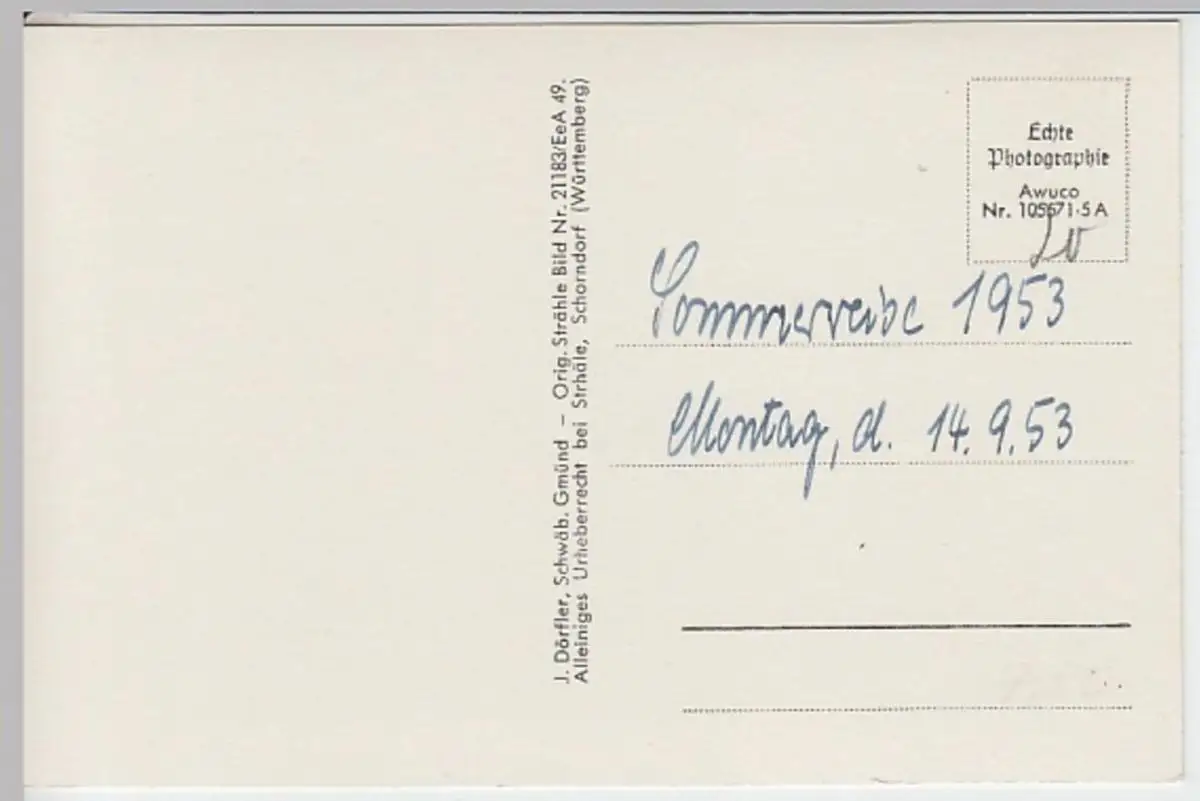 J. Dörfler, Schwäb. Gmünd – Orig. Strähle Bild Nr. 21183/EeA 49.
Alleiniges Urheberrecht bei Strhäle, Schorndorf (Württemberg)
Echte
Photographie
Awuco
Nr. 105671·5A
Sommerreise 1953
Montag, d. 14.9.53